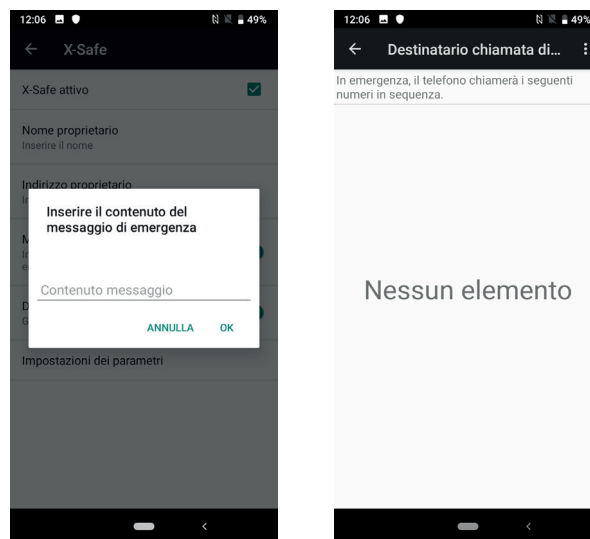 12:06 49%
X-Safe
X-Safe attivo
Nome proprietario
Inserire il nome
Indirizzo proprietario
Inserire il contenuto del
messaggio di emergenza
Contenuto messaggio
ANNULLA OK
Impostazioni dei parametri
12:06 49%
Destinatario chiamata di...
In emergenza, il telefono chiamerà i seguenti
numeri in sequenza.
Nessun elemento